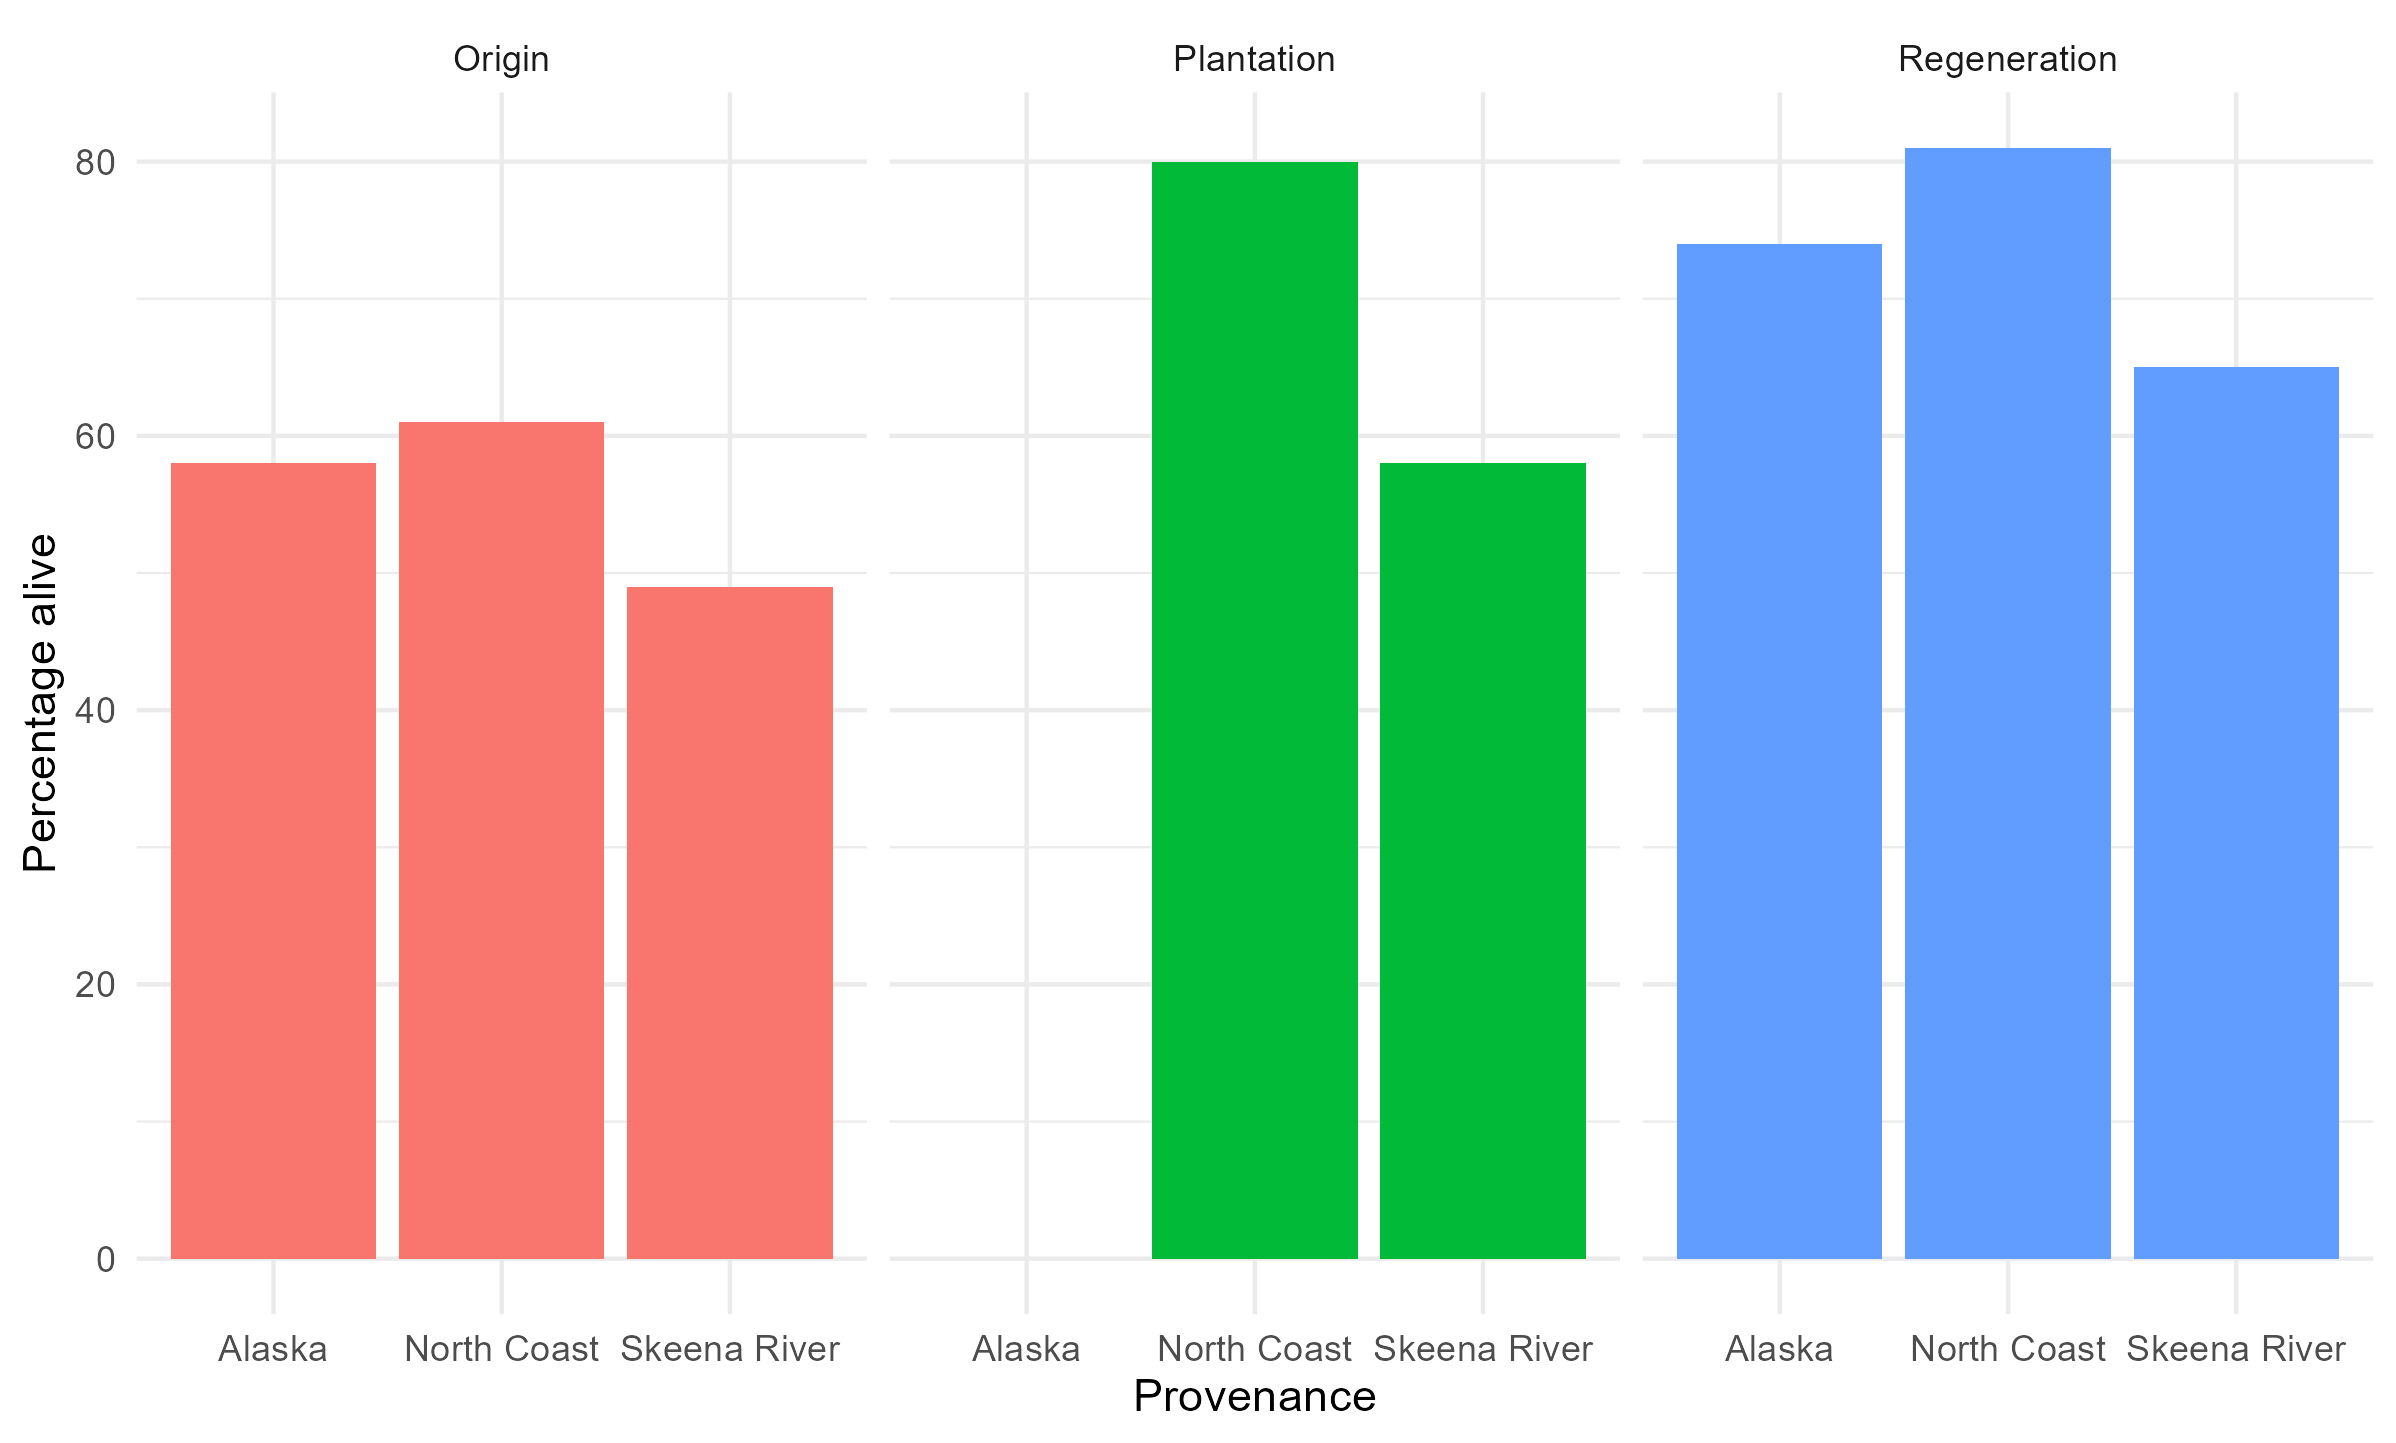 Origin Plantation Regeneration
80
60
40
20
0
Percentage alive
Alaska North Coast Skeena River Alaska North Coast Skeena River Alaska North Coast Skeena River
Provenance